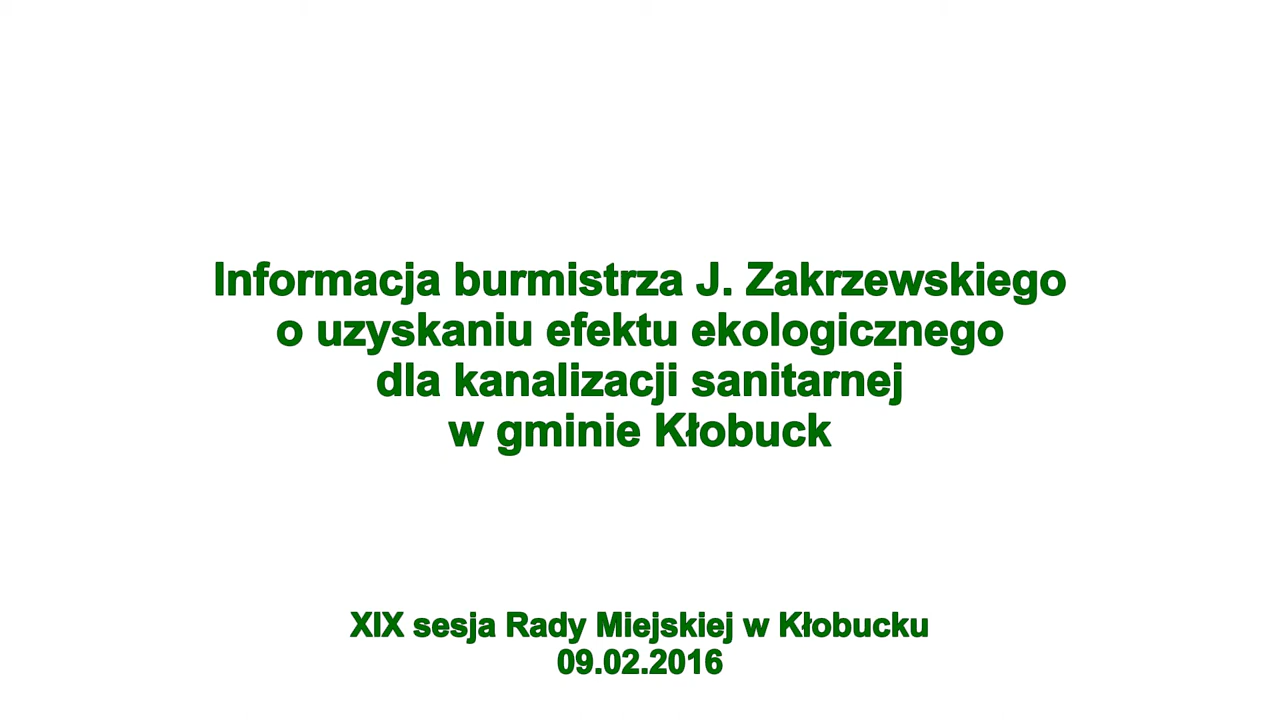 Informacja burmistrza J. Zakrzewskiego
o uzyskaniu efektu ekologicznego
dla kanalizacji sanitarnej
w gminie Kłobuck
XIX sesja Rady Miejskiej w Kłobucku
09.02.2016